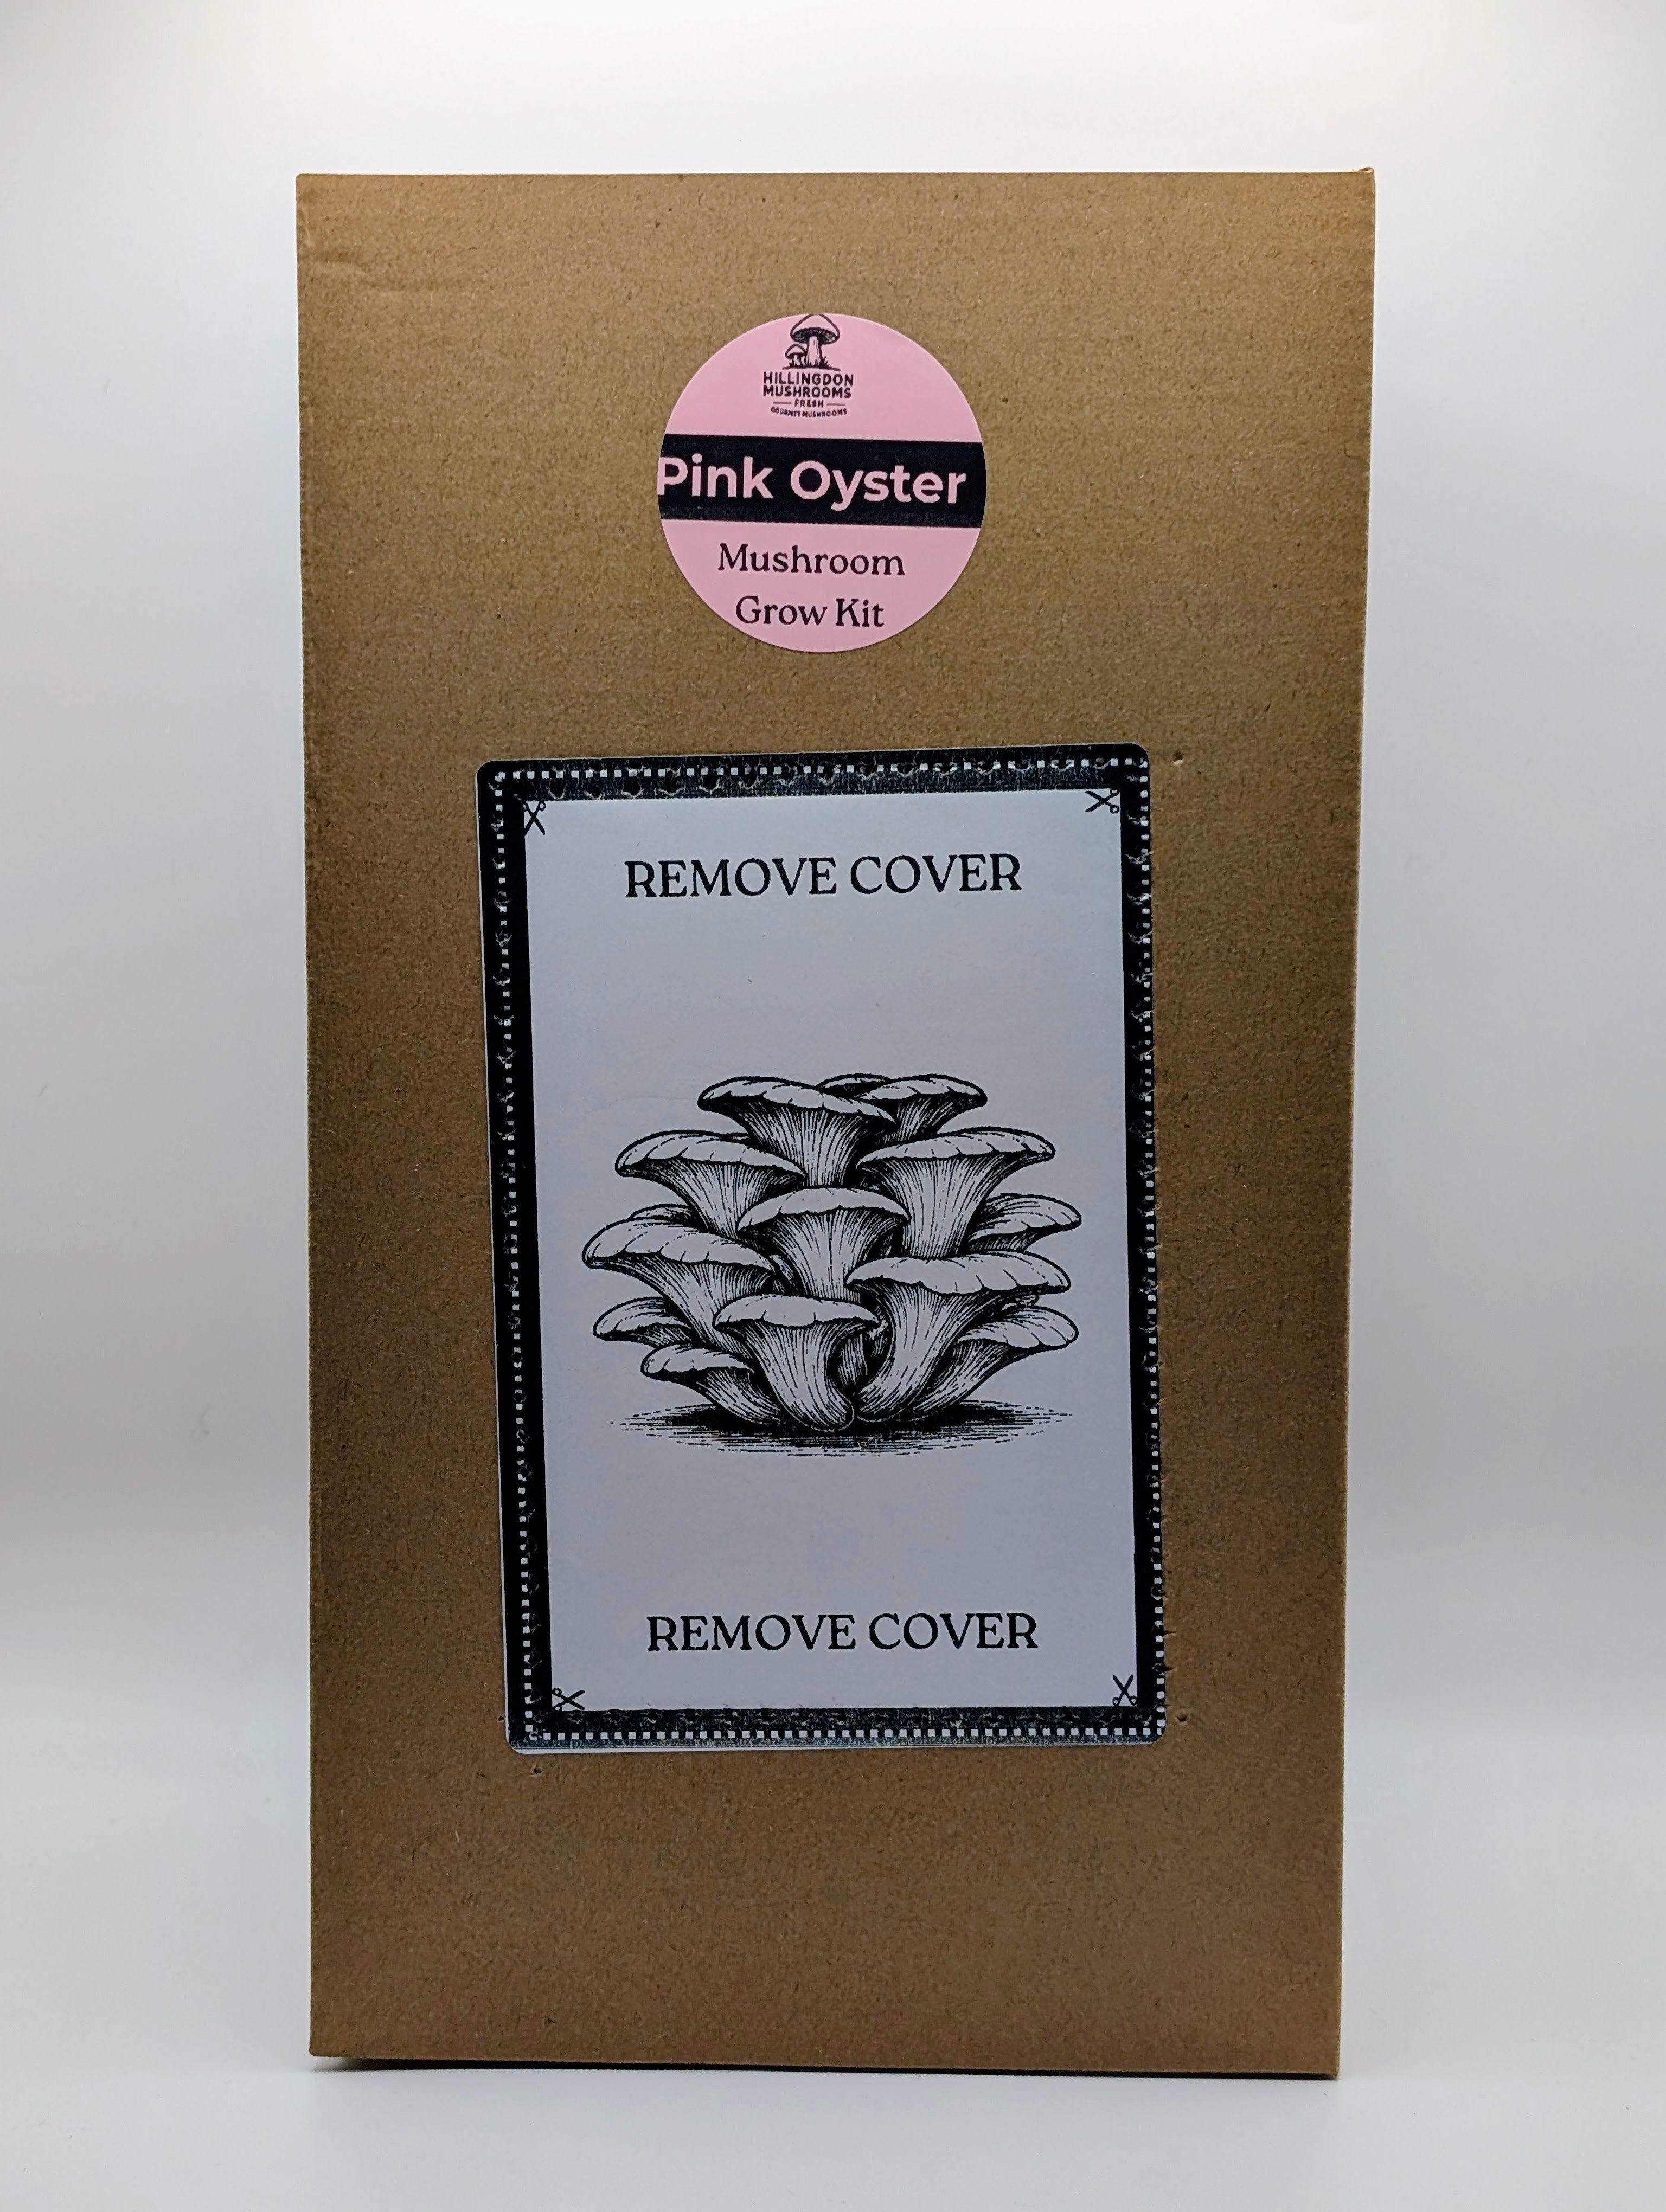 HILLINGDON
MUSHROOMS
FRESH
GOURMET MUSHROOMS
Pink Oyster
Mushroom
Grow Kit
REMOVE COVER
REMOVE COVER